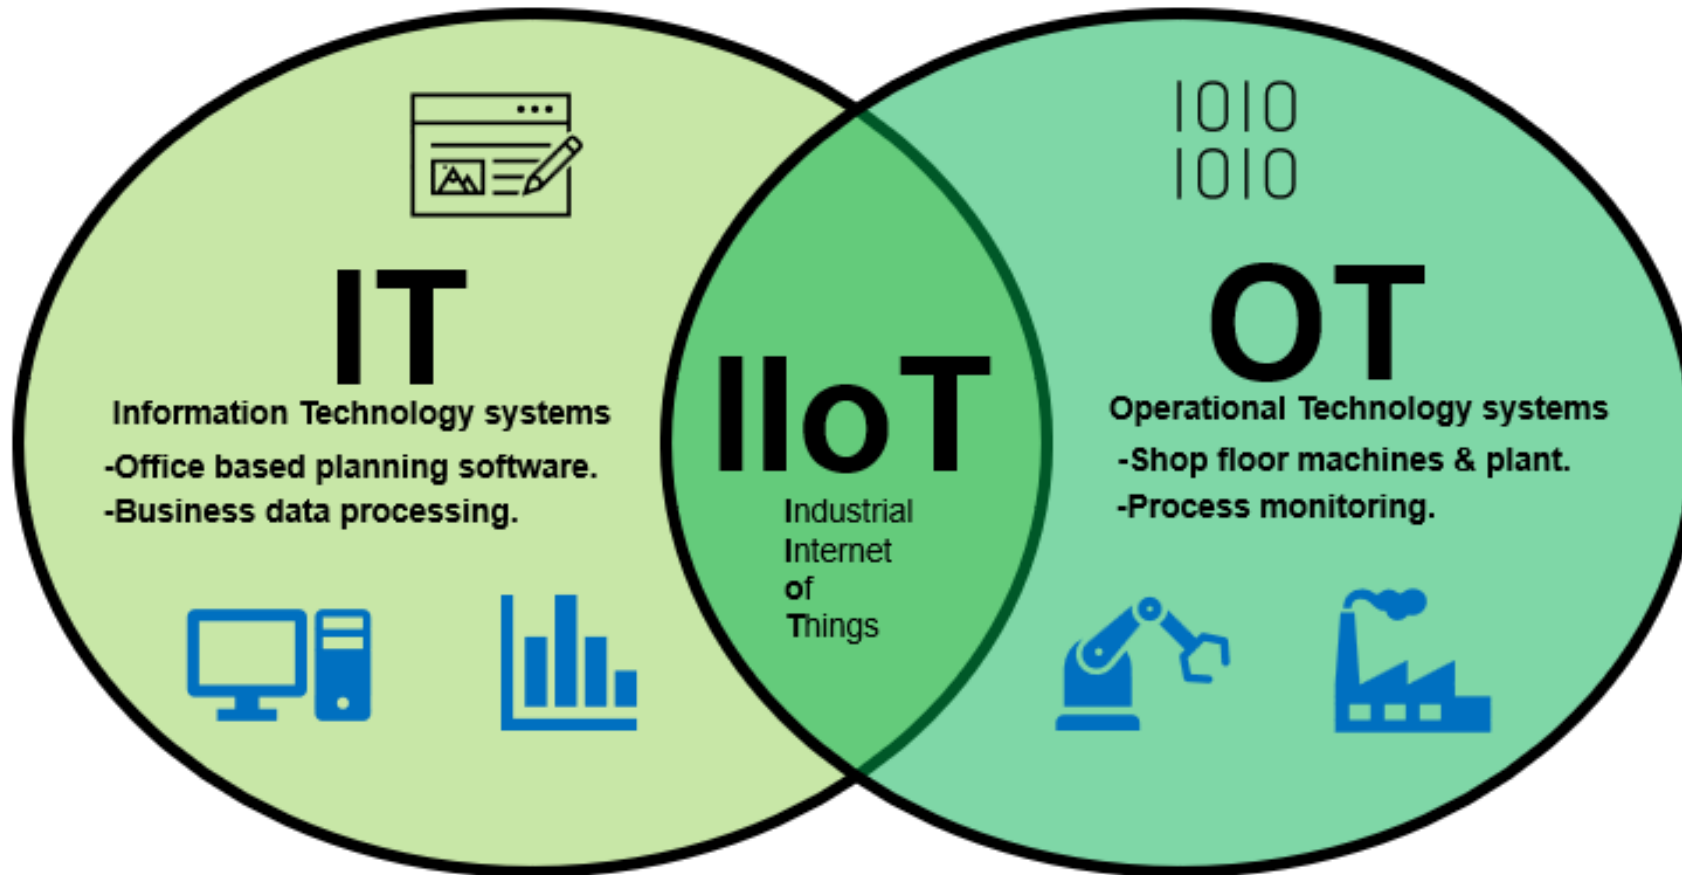 1010
1010
IT
Information Technology systems
-Office based planning software.
-Business data processing.
IIoT
Industrial
Internet
of
Things
OT
Operational Technology systems
-Shop floor machines & plant.
-Process monitoring.